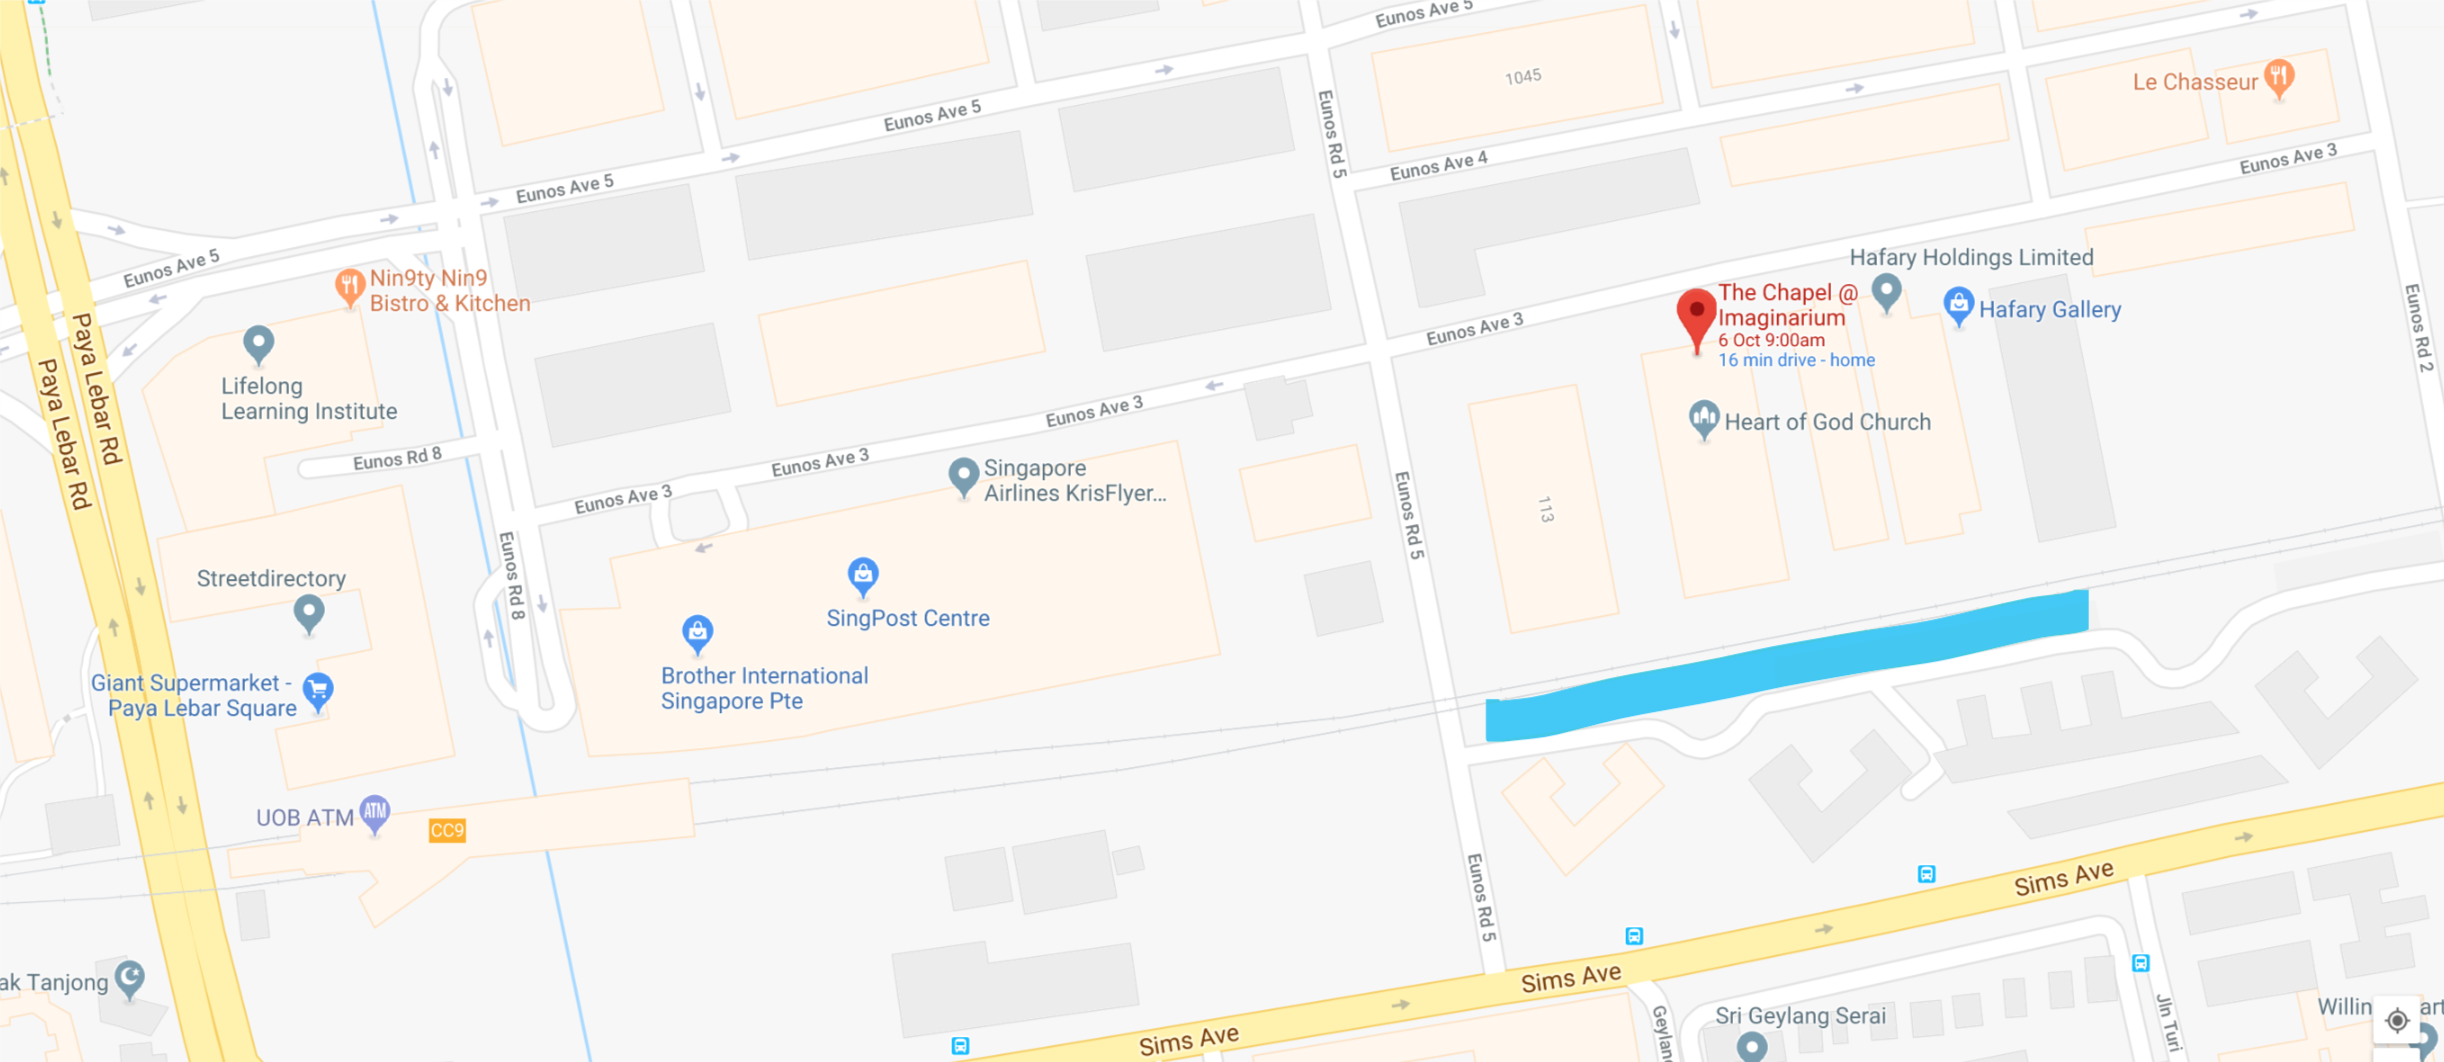 Eunos Ave 5
Eunos Ave 5
Eunos Ave 5
Eunos Ave 5
Eunos Rd 5
1045
Le Chasseur
Eunos Ave 4
Eunos Ave 3
Eunos Rd 2
Paya Lebar Rd
Paya Lebar Rd
Nin9ty Nin9
Bistro & Kitchen
Lifelong
Learning Institute
Hafary Holdings Limited
Hafary Gallery
The Chapel @
Imaginarium
6 Oct 9:00am
16 min drive - home
Heart of God Church
Eunos Ave 3
Eunos Ave 3
Eunos Ave 3
Eunos Ave 3
Eunos Rd 8
Singapore
Airlines KrisFlyer...
Eunos Rd 5
113
Eunos Rd 8
Streetdirectory
SingPost Centre
Brother International
Singapore Pte
Giant Supermarket -
Paya Lebar Square
UOB ATM
ATM
CC9
Eunos Rd 5
Sims Ave
Sims Ave
Sims Ave
ak Tanjong
Geylang
Sri Geylang Serai
Jln Turi
Willin
art